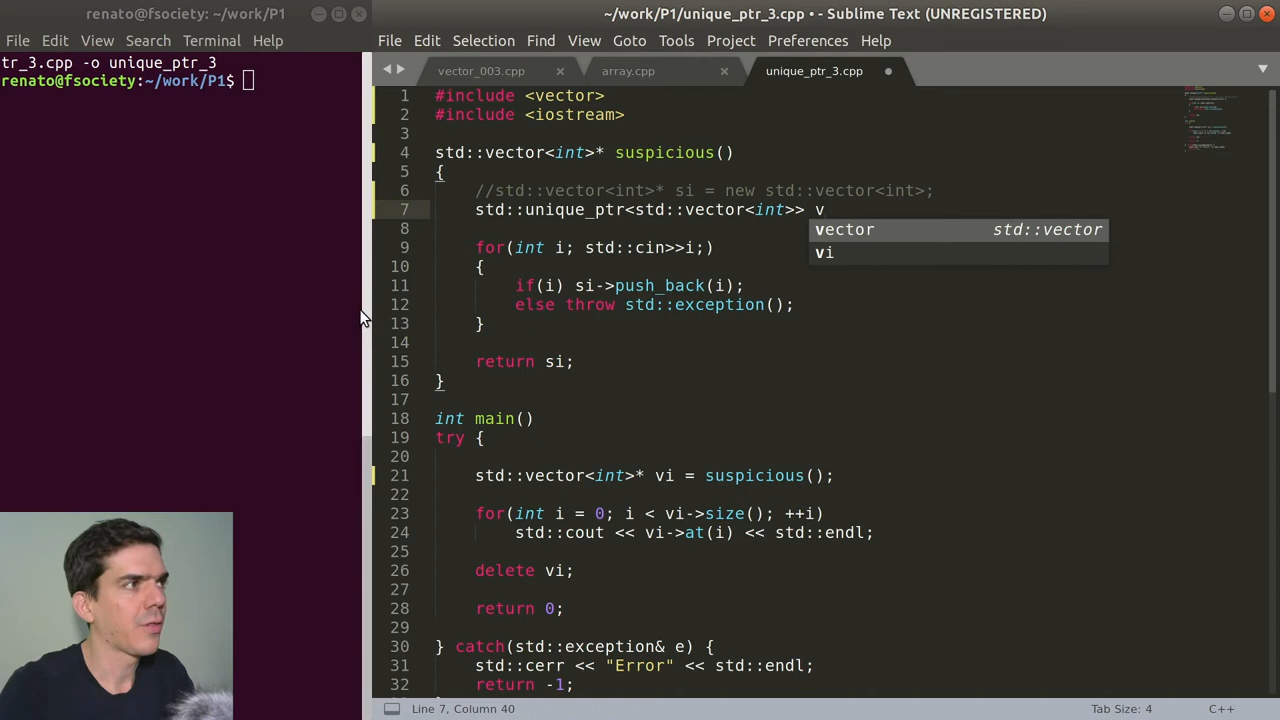 renato@fsociety: ~/work/P1
File Edit View Search Terminal Help
tr_3.cpp -o unique_ptr_3
renato@fsociety:~/work/P1$
~/work/P1/unique_ptr_3.cpp • - Sublime Text (UNREGISTERED)
File Edit Selection Find View Goto Tools Project Preferences Help
vector_003.cpp × array.cpp × unique_ptr_3.cpp
1 #include <vector>
2 #include <iostream>
3
4 std::vector<int>* suspicious()
5 {
6 //std::vector<int>* si = new std::vector<int>;
7 std::unique_ptr<std::vector<int>> v
vector std::vector
vi
8
9 for(int i; std::cin>>i;)
10 {
11 if(i) si->push_back(i);
12 else throw std::exception();
13 }
14
15 return si;
16 }
17
18 int main()
19 try {
20
21 std::vector<int>* vi = suspicious();
22
23 for(int i = 0; i < vi->size(); ++i)
24 std::cout << vi->at(i) << std::endl;
25
26 delete vi;
27
28 return 0;
29
30 } catch(std::exception& e) {
31 std::cerr << "Error" << std::endl;
32 return -1;
Line 7, Column 40
Tab Size: 4
C++